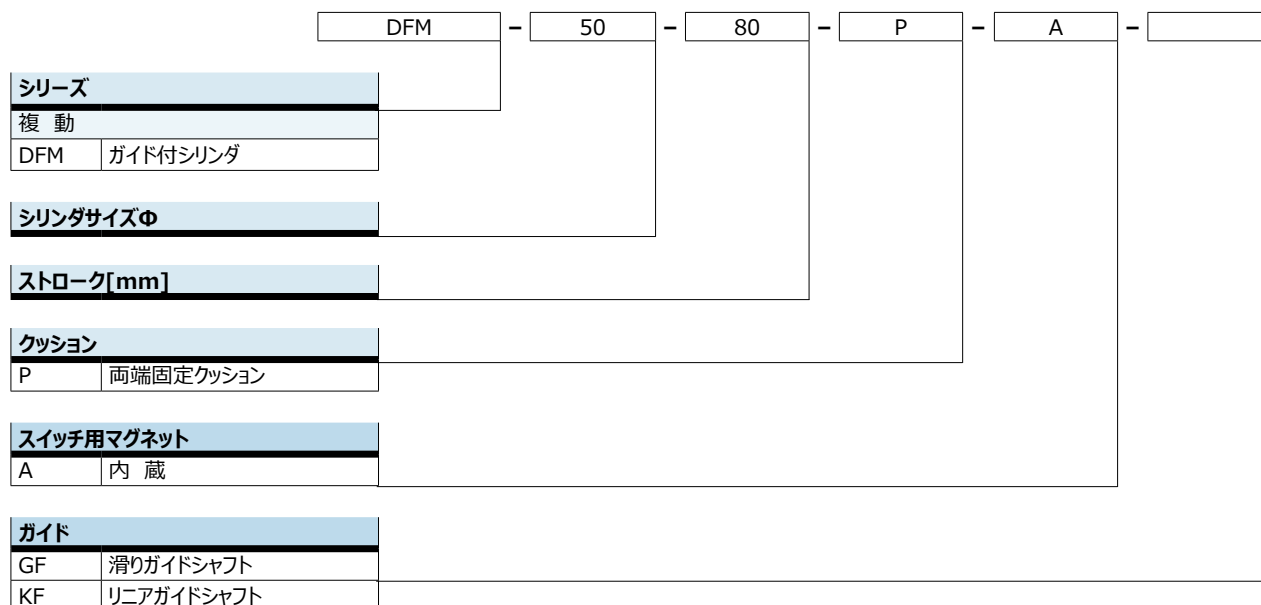 DFM – 50 – 80 – P – A –
シリーズ
複 動
DFM ガイド付シリンダ
シリンダサイズΦ
ストローク[mm]
クッション
P 両端固定クッション
スイッチ用マグネット
A 内 蔵
ガイド
GF 滑りガイドシャフト
KF リニアガイドシャフト